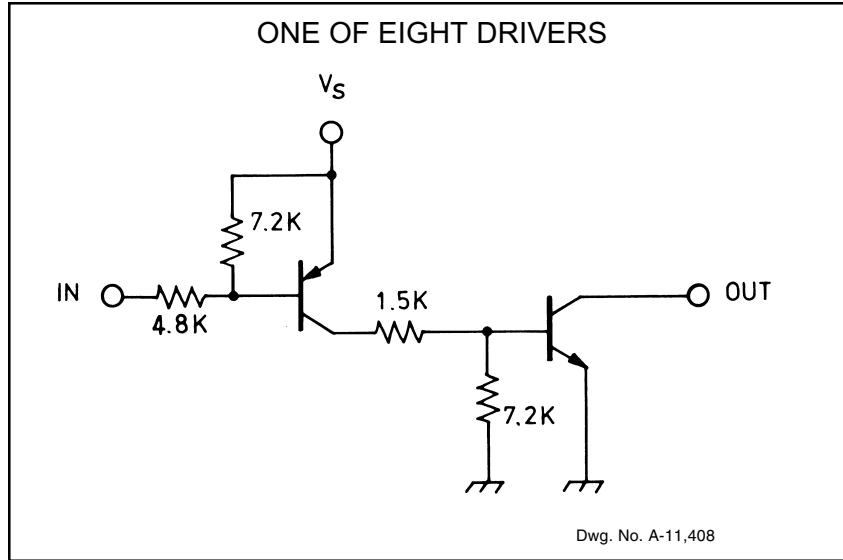 ONE OF EIGHT DRIVERS
VS
7.2K
IN
4.8K
1.5K
OUT
7.2K
Dwg. No. A-11,408